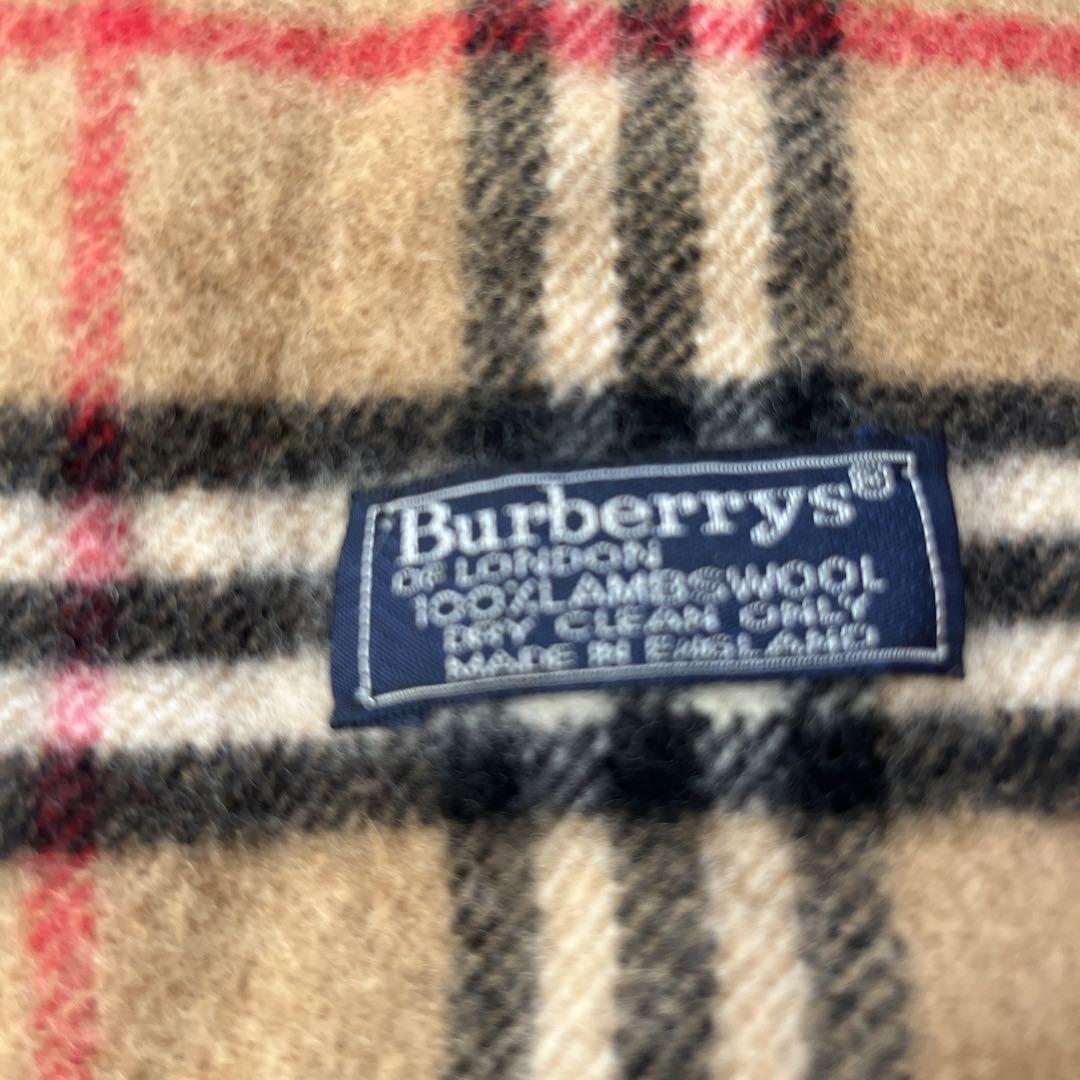 Burberrys®
OF LONDON
100% LAMBSWOOL
DRY CLEAN ONLY
MADE IN ENGLAND